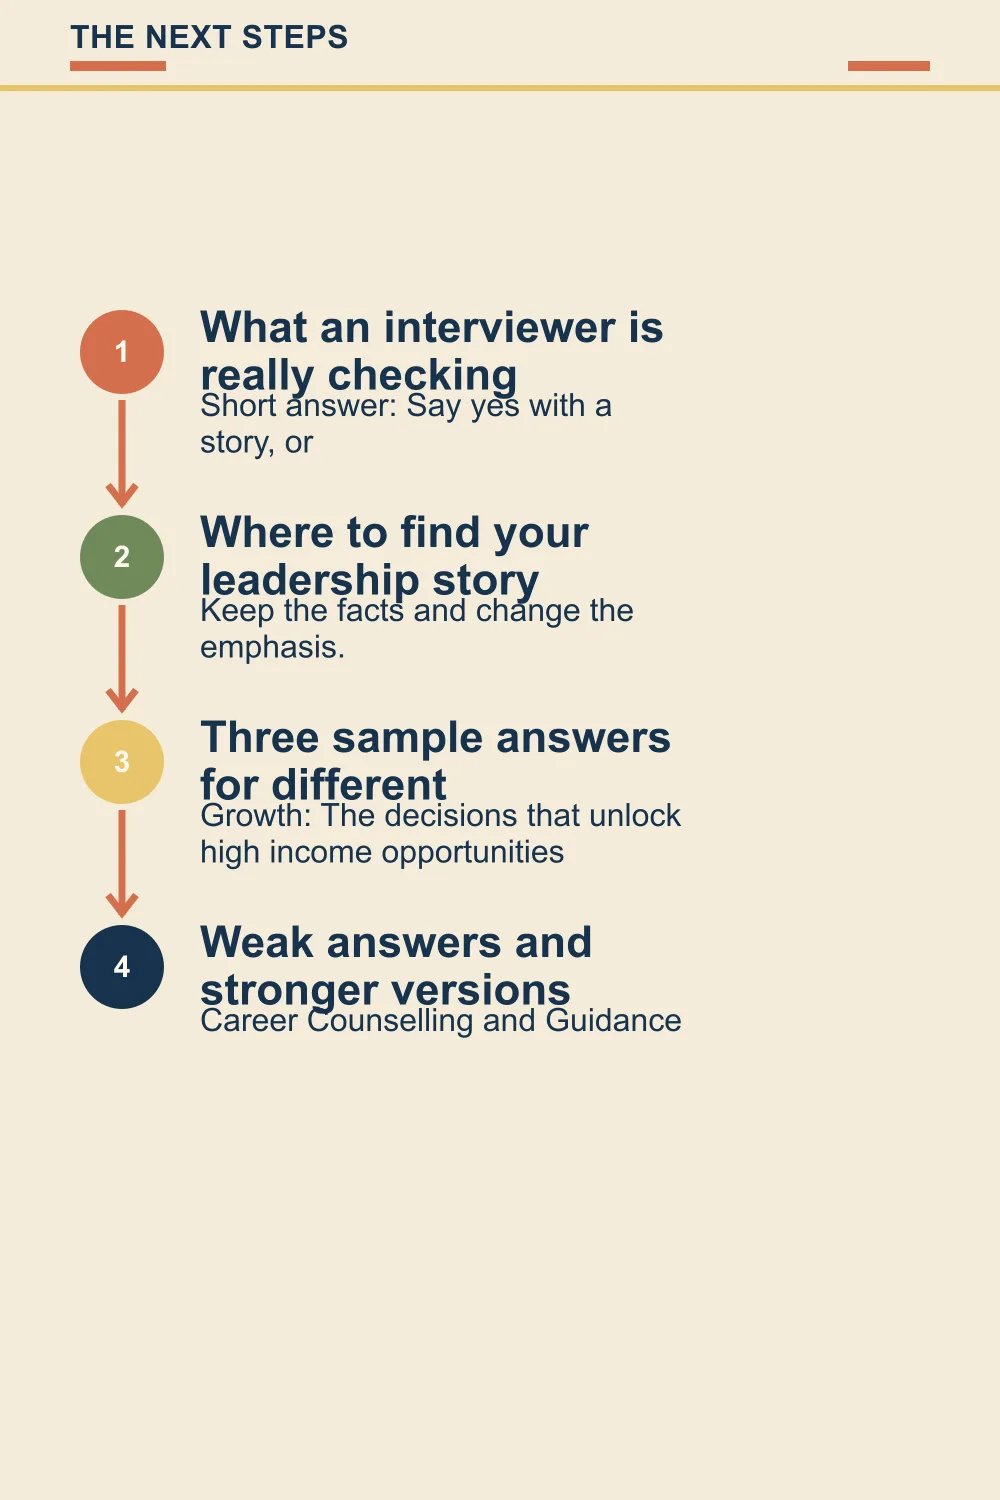 THE NEXT STEPS
1
What an interviewer is
really checking
Short answer: Say yes with a
story, or
2
Where to find your
leadership story
Keep the facts and change the
emphasis.
3
Three sample answers
for different
Growth: The decisions that unlock
high income opportunities
4
Weak answers and
stronger versions
Career Counselling and Guidance